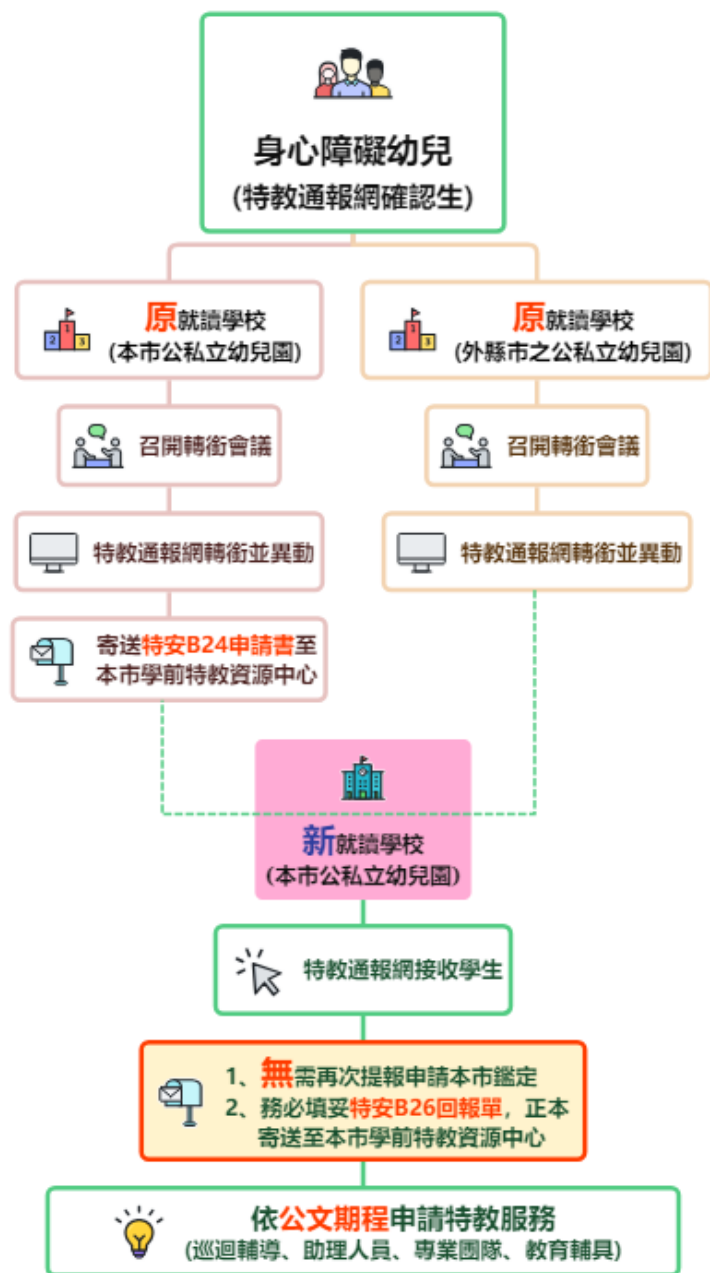 身心障礙幼兒
(特教通報網確認生)
原就讀學校
(本市公私立幼兒園)
召開轉銜會議
特教通報網轉銜並異動
寄送特安B24申請書至
本市學前特教資源中心
原就讀學校
(外縣市之公私立幼兒園)
召開轉銜會議
特教通報網轉銜並異動
新就讀學校
(本市公私立幼兒園)
特教通報網接收學生
1、無需再次提報申請本市鑑定
2、務必填妥特安B26回報單，正本
寄送至本市學前特教資源中心
依公文期程申請特教服務
(巡迴輔導、助理人員、專業團隊、教育輔具)